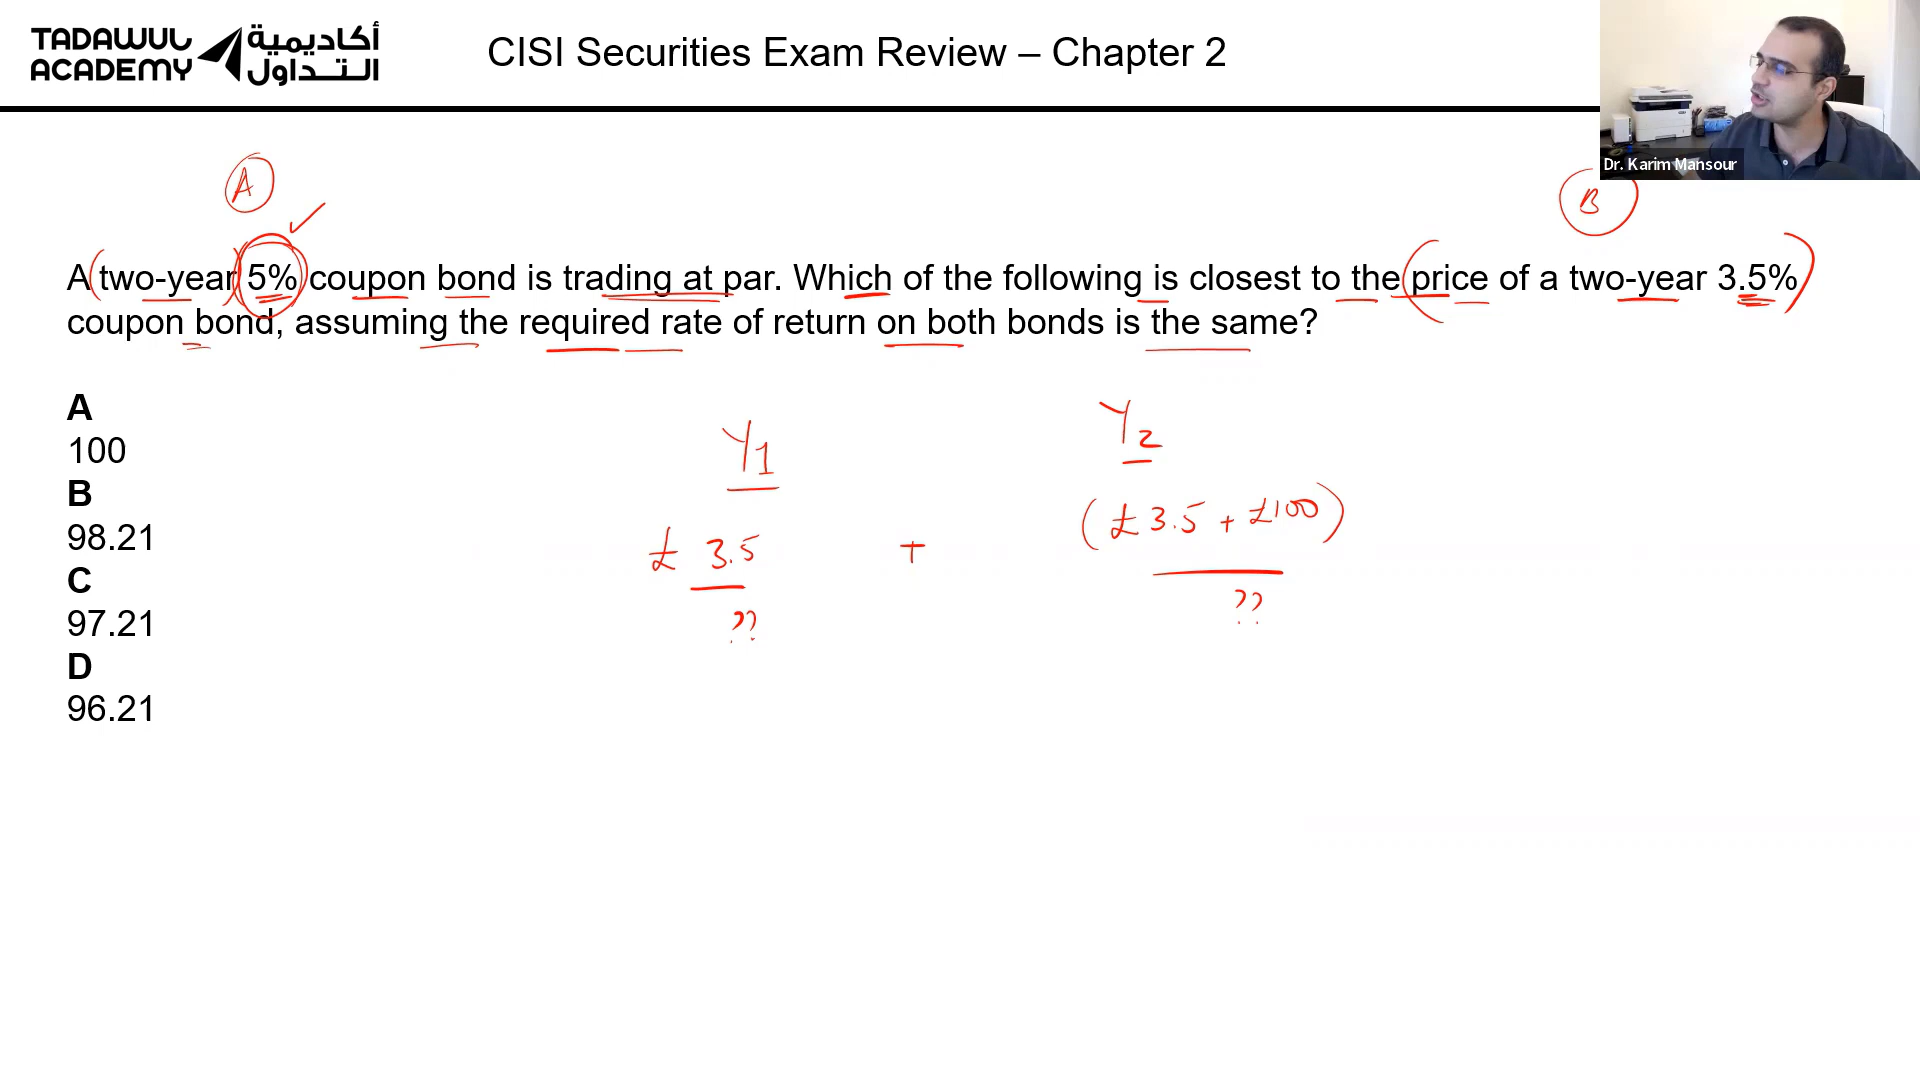 TADAWUL
ACADEMY
أكاديمية
التداول
CISI Securities Exam Review – Chapter 2
Dr. Karim Mansour
A
B
✓
A two-year 5% coupon bond is trading at par. Which of the following is closest to the price of a two-year 3.5%
coupon bond, assuming the required rate of return on both bonds is the same?
A
100
B
98.21
C
97.21
D
96.21
Y1
Y2
£ 3.5 + (£3.5 + £100)
?? ??